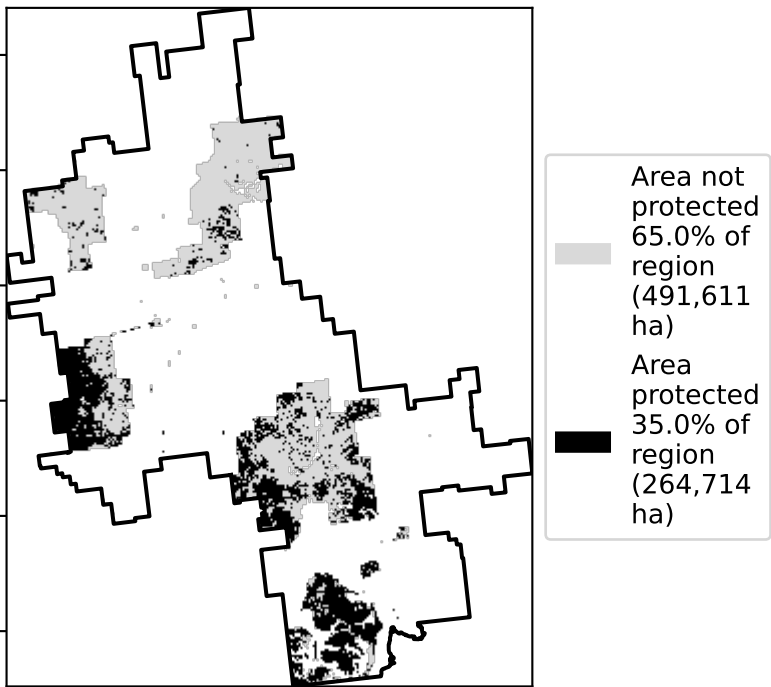 Area not
protected
65.0% of
region
(491,611
ha)
Area
protected
35.0% of
region
(264,714
ha)